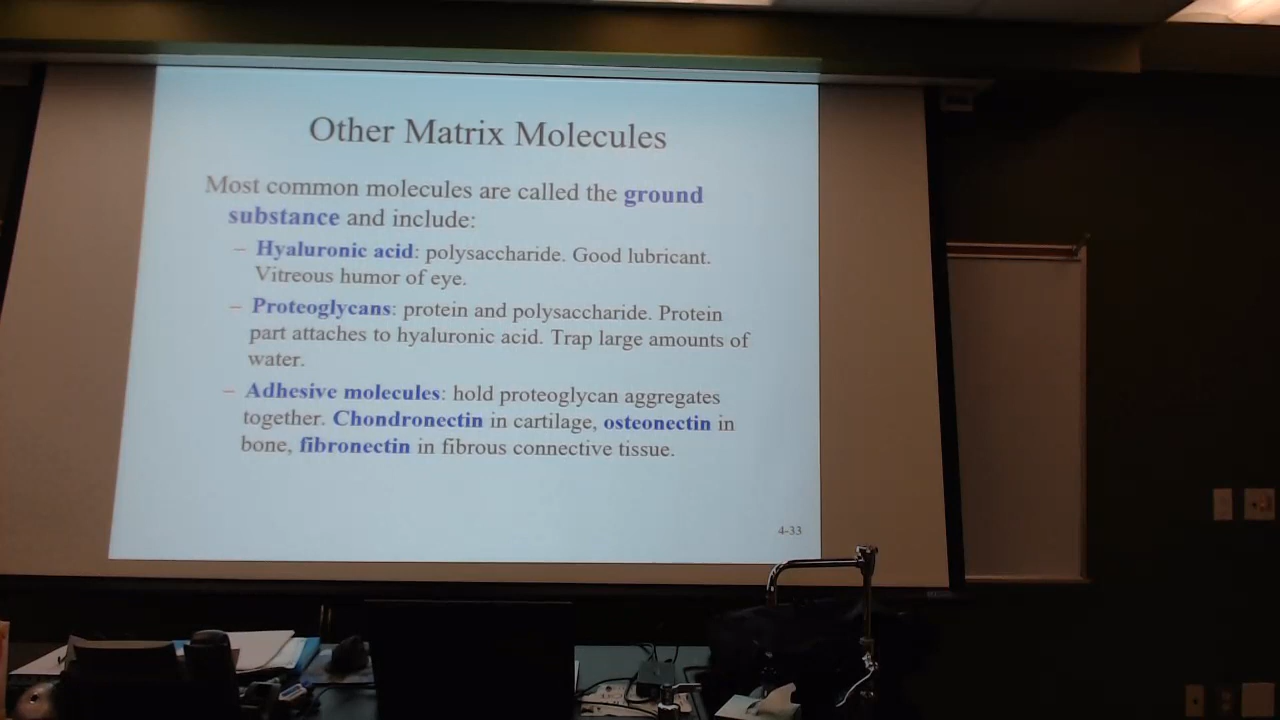 Other Matrix Molecules
Most common molecules are called the ground
substance and include:
– Hyaluronic acid: polysaccharide. Good lubricant.
Vitreous humor of eye.
– Proteoglycans: protein and polysaccharide. Protein
part attaches to hyaluronic acid. Trap large amounts of
water.
– Adhesive molecules: hold proteoglycan aggregates
together. Chondronectin in cartilage, osteonectin in
bone, fibronectin in fibrous connective tissue.
4-33